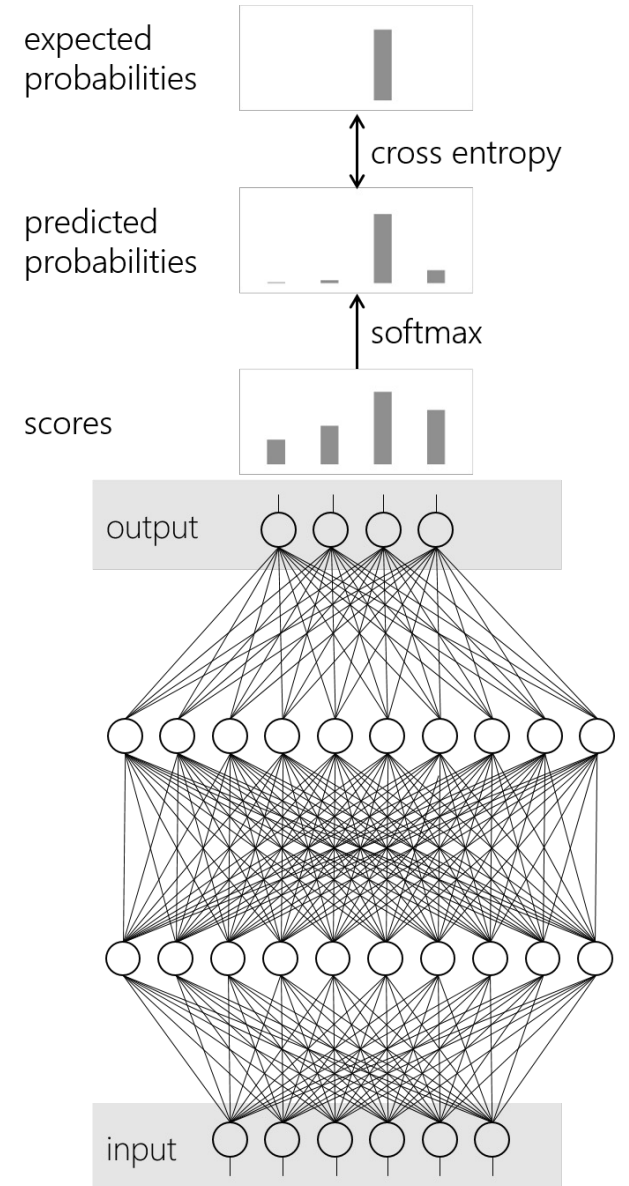 expected
probabilities
cross entropy
predicted
probabilities
softmax
scores
output
input